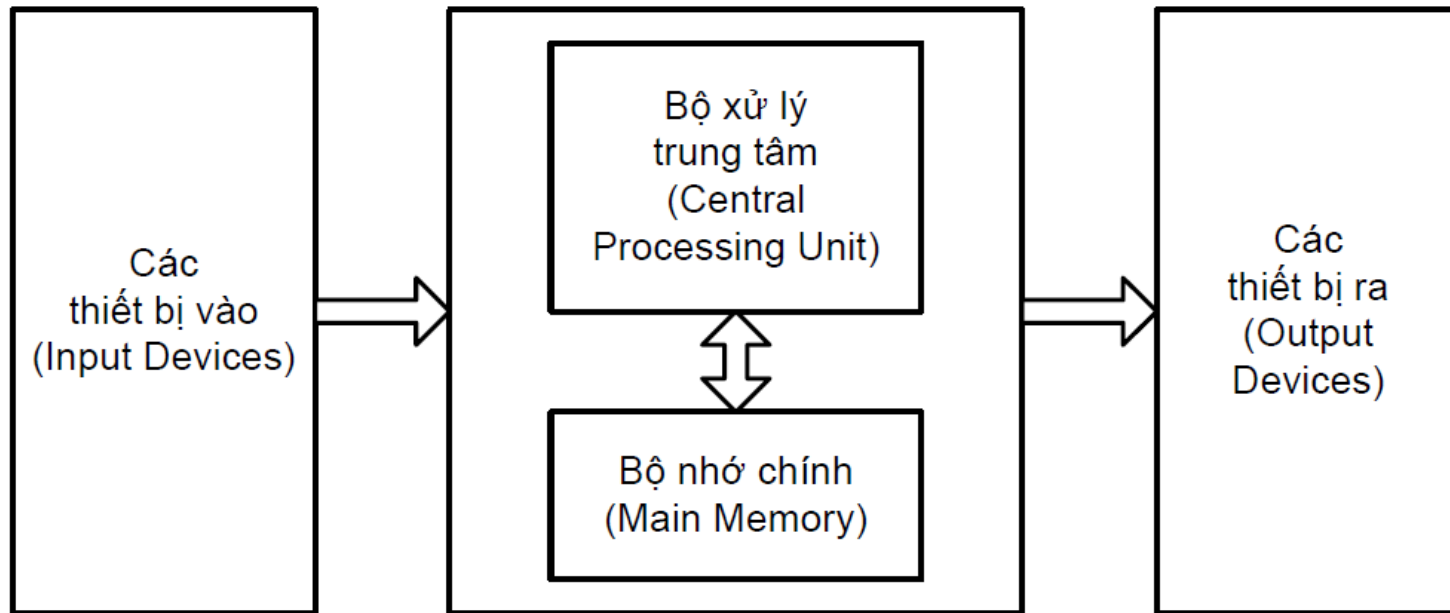 Các
thiết bị vào
(Input Devices)
Bộ xử lý
trung tâm
(Central
Processing Unit)
Bộ nhớ chính
(Main Memory)
Các
thiết bị ra
(Output
Devices)